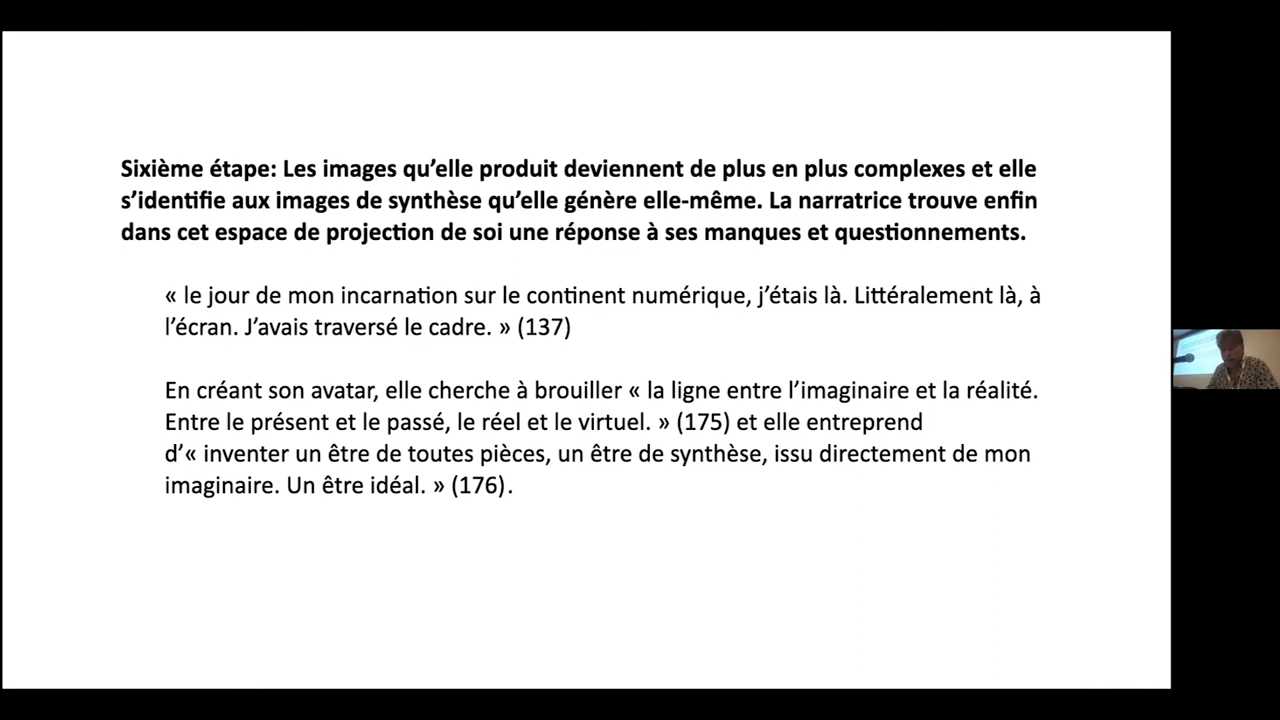 Sixième étape: Les images qu’elle produit deviennent de plus en plus complexes et elle
s’identifie aux images de synthèse qu’elle génère elle-même. La narratrice trouve enfin
dans cet espace de projection de soi une réponse à ses manques et questionnements.
« le jour de mon incarnation sur le continent numérique, j’étais là. Littéralement là, à
l’écran. J’avais traversé le cadre. » (137)
En créant son avatar, elle cherche à brouiller « la ligne entre l’imaginaire et la réalité.
Entre le présent et le passé, le réel et le virtuel. » (175) et elle entreprend
d’« inventer un être de toutes pièces, un être de synthèse, issu directement de mon
imaginaire. Un être idéal. » (176).